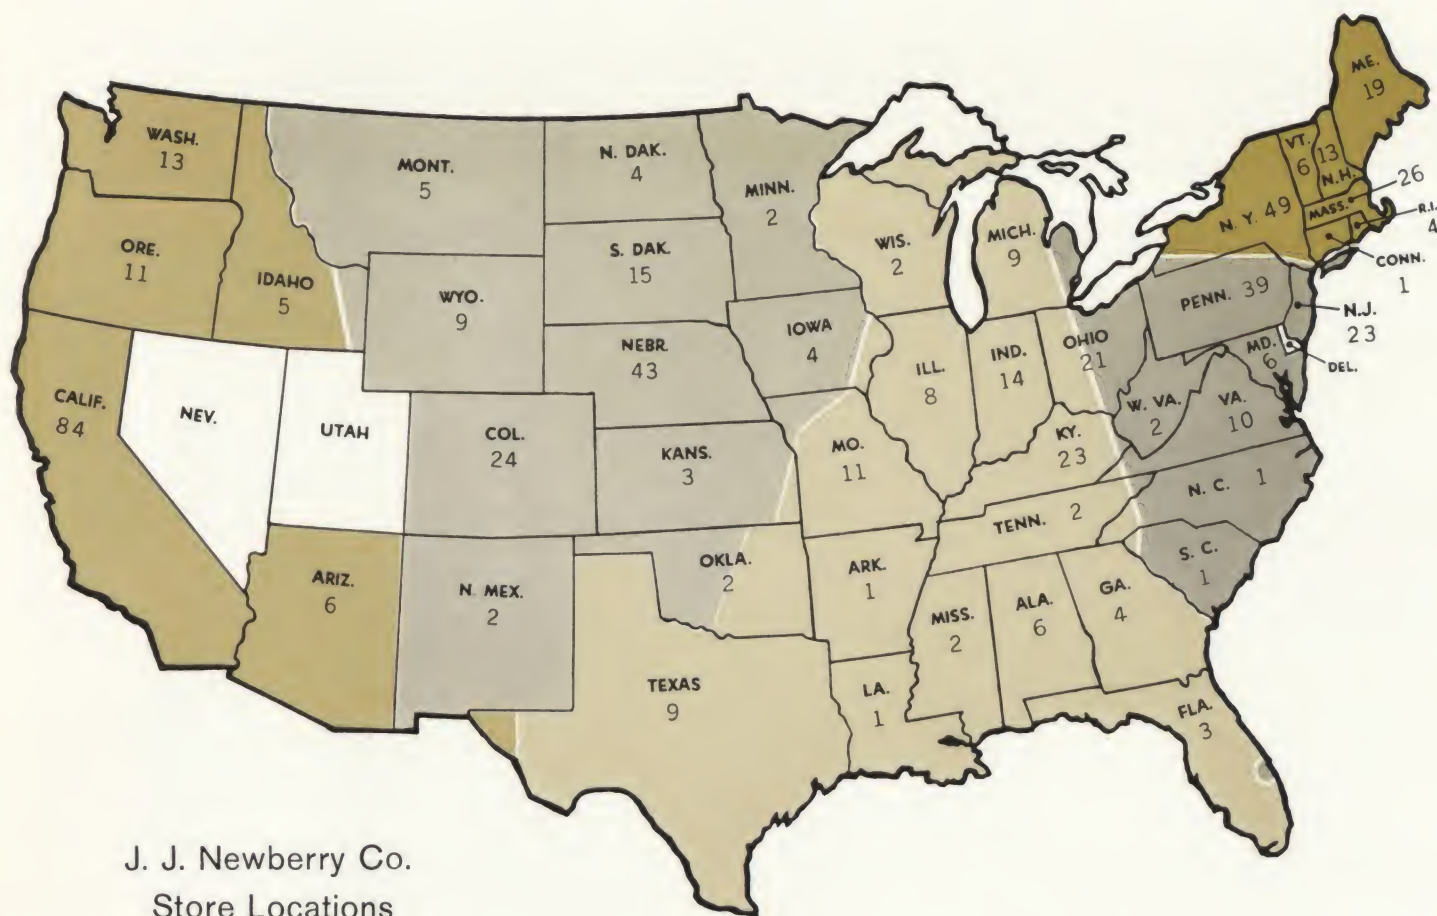 ME.
19
WASH.
13
VT.
6
13
N.H.
N. DAK.
4
MONT.
5
MINN.
2
26
MASS.
R.I.
4
N. Y. 49
MICH.
9
WIS.
2
ORE.
11
S. DAK.
15
CONN.
1
IDAHO
5
WYO.
9
PENN. 39
N.J.
23
IOWA
4
NEBR.
43
OHIO
21
MD.
6
DEL.
IND.
14
ILL.
8
CALIF.
84
NEV.
UTAH
COL.
24
W. VA.
2
VA.
10
KANS.
3
MO.
11
KY.
23
N. C. 1
TENN. 2
S. C.
1
OKLA.
2
ARK.
1
ARIZ.
6
N. MEX.
2
MISS.
2
ALA.
6
GA.
4
TEXAS
9
LA.
1
FLA.
3
J. J. Newberry Co.
Store Locations